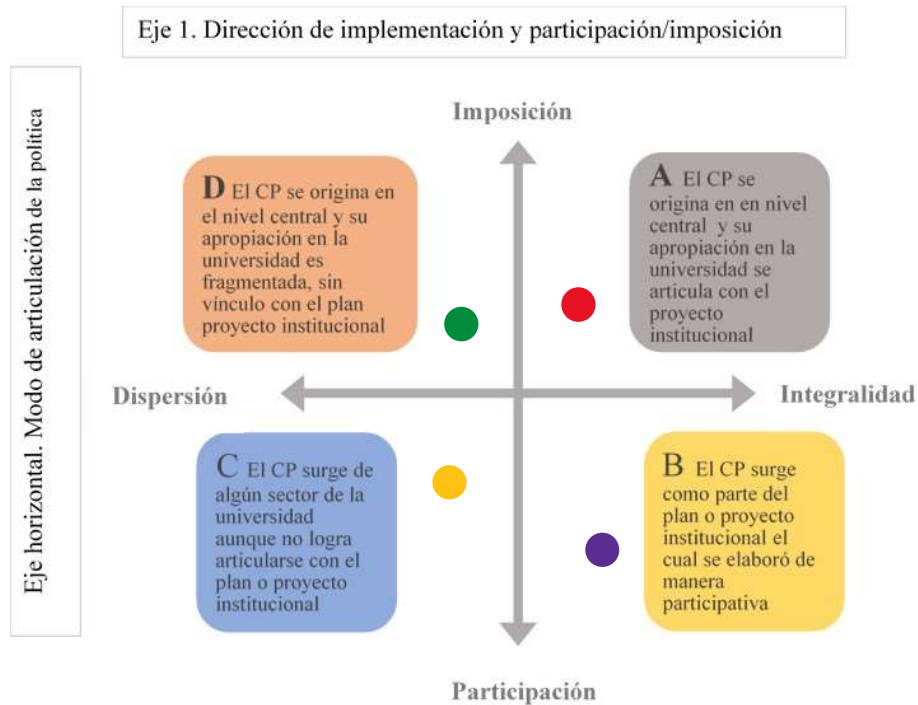 Eje 1. Dirección de implementación y participación/imposición
Eje horizontal. Modo de articulación de la política
Imposición
D El CP se origina en
el nivel central y su
apropiación en la
universidad es
fragmentada, sin
vínculo con el plan
proyecto institucional
A El CP se
origina en en nivel
central y su
apropiación en la
universidad se
articula con el
proyecto
institucional
Dispersión
Integralidad
C El CP surge de
algún sector de la
universidad
aunque no logra
articularse con el
plan o proyecto
institucional
B El CP surge
como parte del
plan o proyecto
institucional el
cual se elaboró de
manera
participativa
Participación